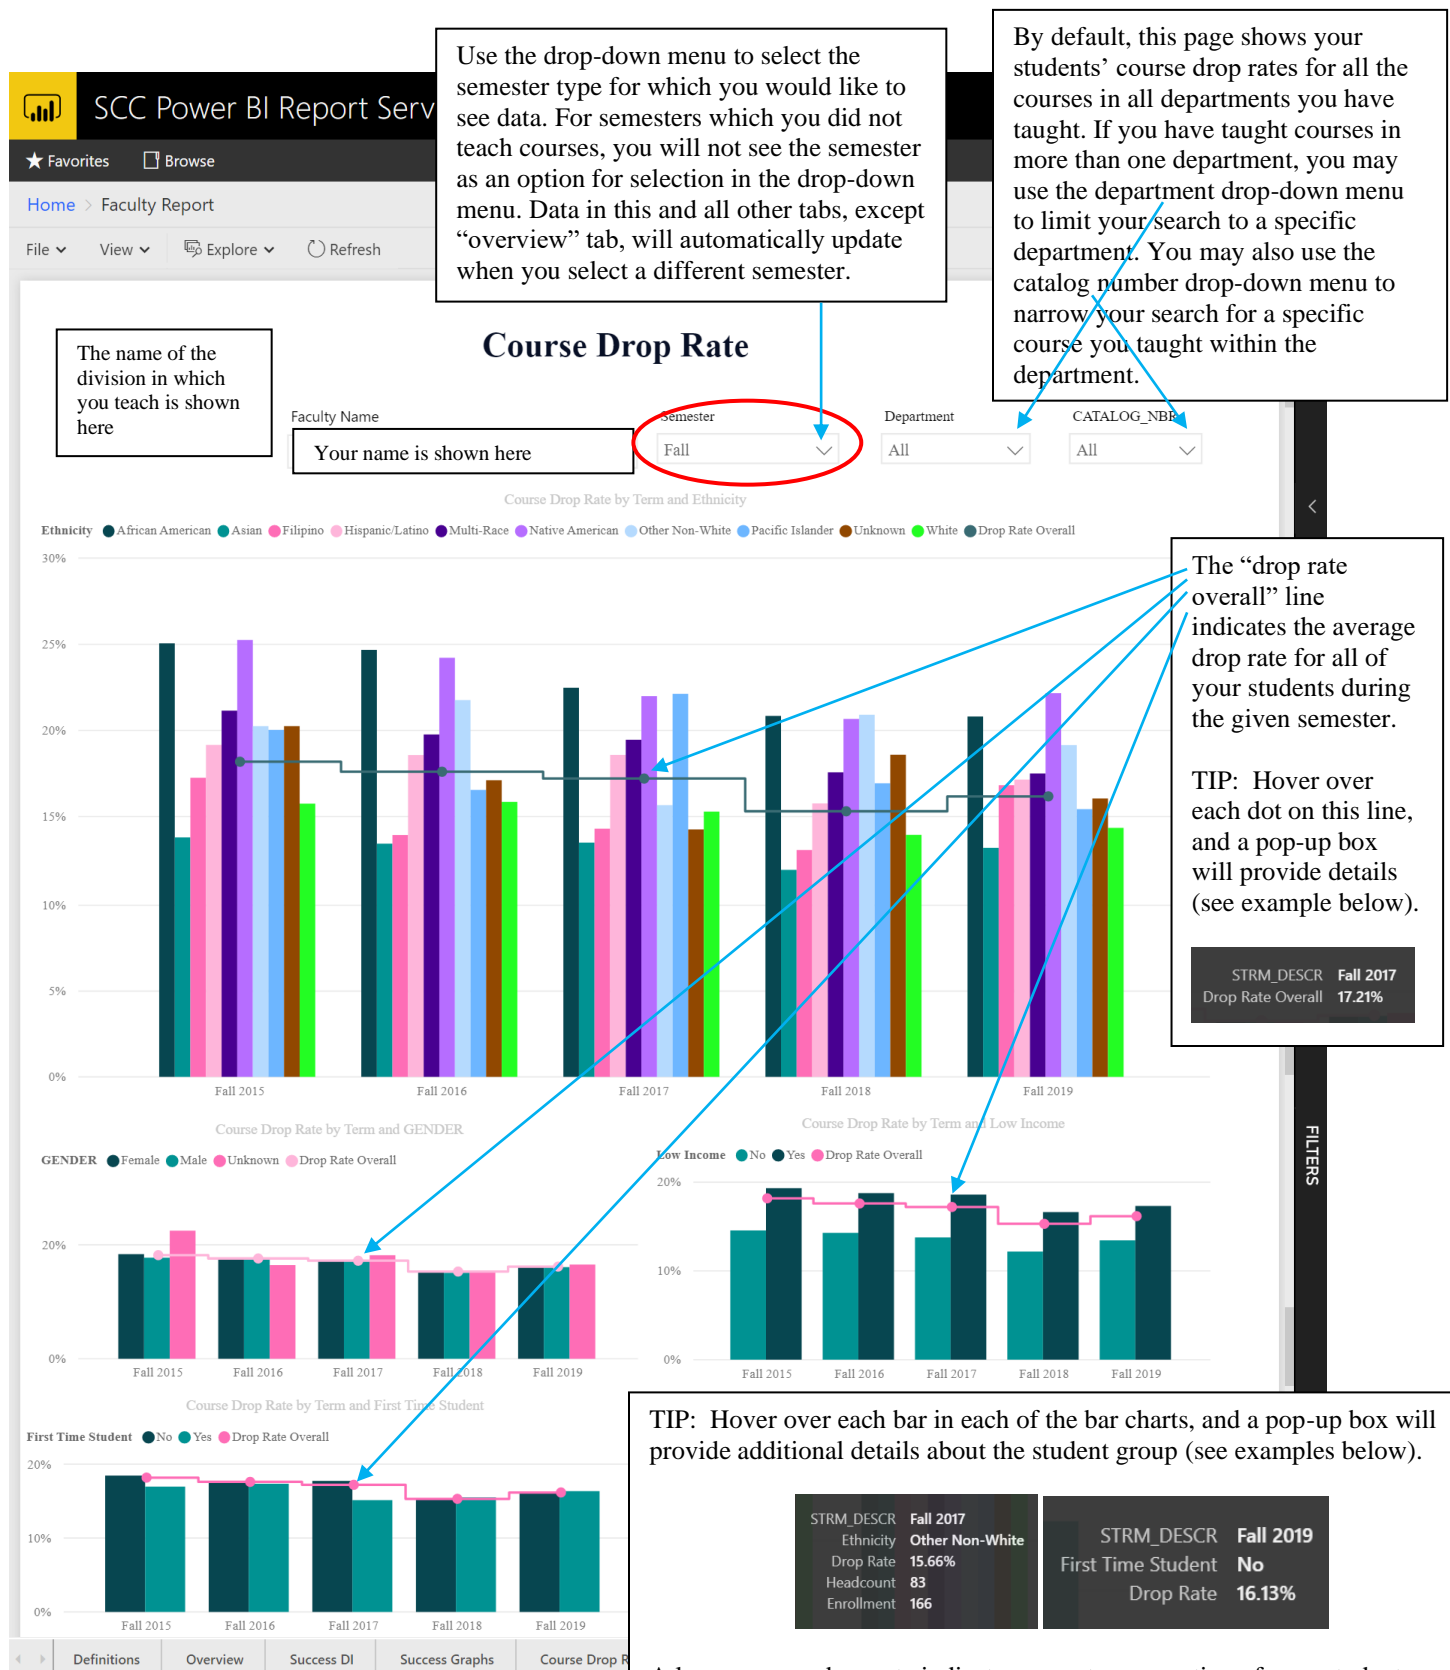 Use the drop-down menu to select the
semester type for which you would like to
see data. For semesters which you did not
teach courses, you will not see the semester
as an option for selection in the drop-down
menu. Data in this and all other tabs, except
“overview” tab, will automatically update
when you select a different semester.
By default, this page shows your
students’ course drop rates for all the
courses in all departments you have
taught. If you have taught courses in
more than one department, you may
use the department drop-down menu
to limit your search to a specific
department. You may also use the
catalog number drop-down menu to
narrow your search for a specific
course you taught within the
department.
SCC Power BI Report Serv
Favorites Browse
Home > Faculty Report
File View Explore Refresh
The name of the
division in which
you teach is shown
here
Course Drop Rate
Faculty Name Semester Department CATALOG_NBR
Your name is shown here Fall All All
Course Drop Rate by Term and Ethnicity
Ethnicity African American Asian Filipino Hispanic/Latino Multi-Race Native American Other Non-White Pacific Islander Unknown White Drop Rate Overall
30%
25%
20%
15%
10%
5%
0%
Fall 2015 Fall 2016 Fall 2017 Fall 2018 Fall 2019
The “drop rate
overall” line
indicates the average
drop rate for all of
your students during
the given semester.
TIP: Hover over
each dot on this line,
and a pop-up box
will provide details
(see example below).
STRM_DESCR Fall 2017
Drop Rate Overall 17.21%
FILTERS
Course Drop Rate by Term and GENDER
GENDER Female Male Unknown Drop Rate Overall
20%
0%
Fall 2015 Fall 2016 Fall 2017 Fall 2018 Fall 2019
Course Drop Rate by Term and Low Income
Low Income No Yes Drop Rate Overall
20%
10%
0%
Fall 2015 Fall 2016 Fall 2017 Fall 2018 Fall 2019
Course Drop Rate by Term and First Time Student
First Time Student No Yes Drop Rate Overall
20%
10%
0%
Fall 2015 Fall 2016 Fall 2017 Fall 2018 Fall 2019
TIP: Hover over each bar in each of the bar charts, and a pop-up box will
provide additional details about the student group (see examples below).
STRM_DESCR Fall 2017
Ethnicity Other Non-White
Drop Rate 15.66%
Headcount 83
Enrollment 166
STRM_DESCR Fall 2019
First Time Student No
Drop Rate 16.13%
Definitions Overview Success DI Success Graphs Course Drop R